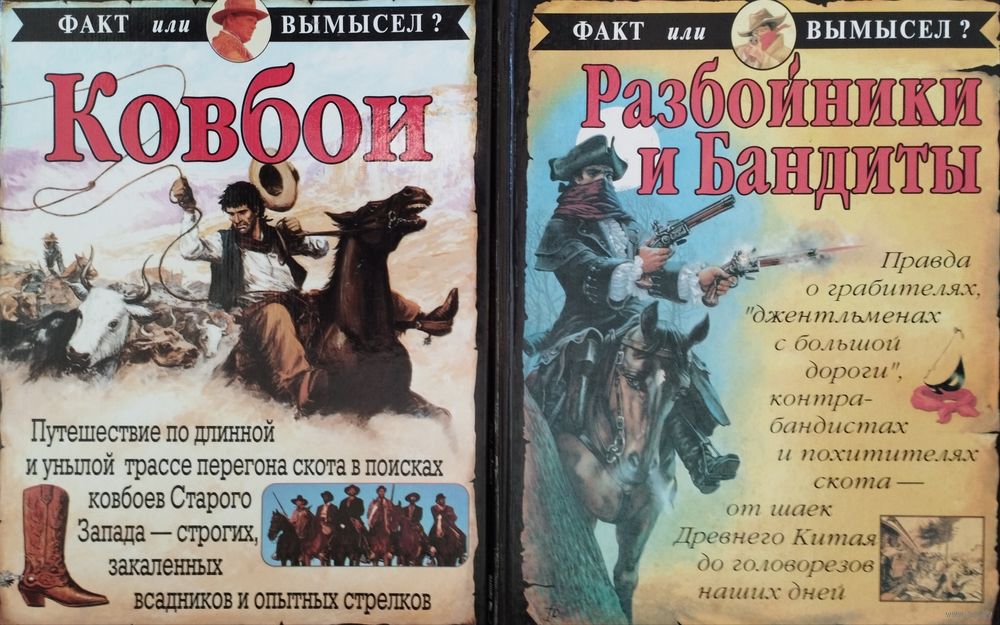 ФАКТ или ВЫМЫСЕЛ?
Ковбои
Путешествие по длинной
и унылой трассе перегона скота в поисках
ковбоев Старого
Запада — строгих,
закаленных
всадников и опытных стрелков
ФАКТ или ВЫМЫСЕЛ?
Разбойники
и Бандиты
Правда
о грабителях,
"джентльменах
с большой
дороги",
контра-
бандистах
и похитителях
скота —
от шаек
Древнего Китая
до головорезов
наших дней